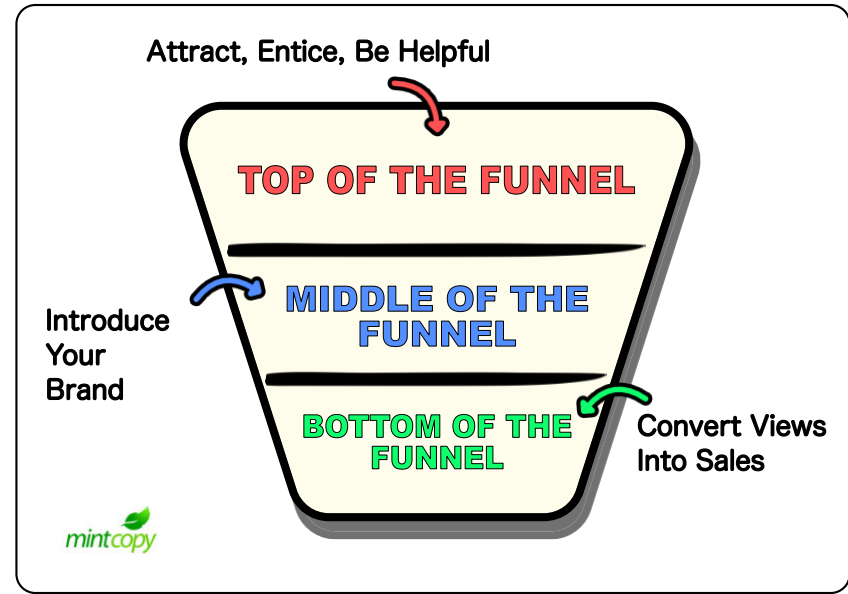 Attract, Entice, Be Helpful
TOP OF THE FUNNEL
MIDDLE OF THE
FUNNEL
Introduce
Your
Brand
BOTTOM OF THE
FUNNEL
Convert Views
Into Sales
mintcopy